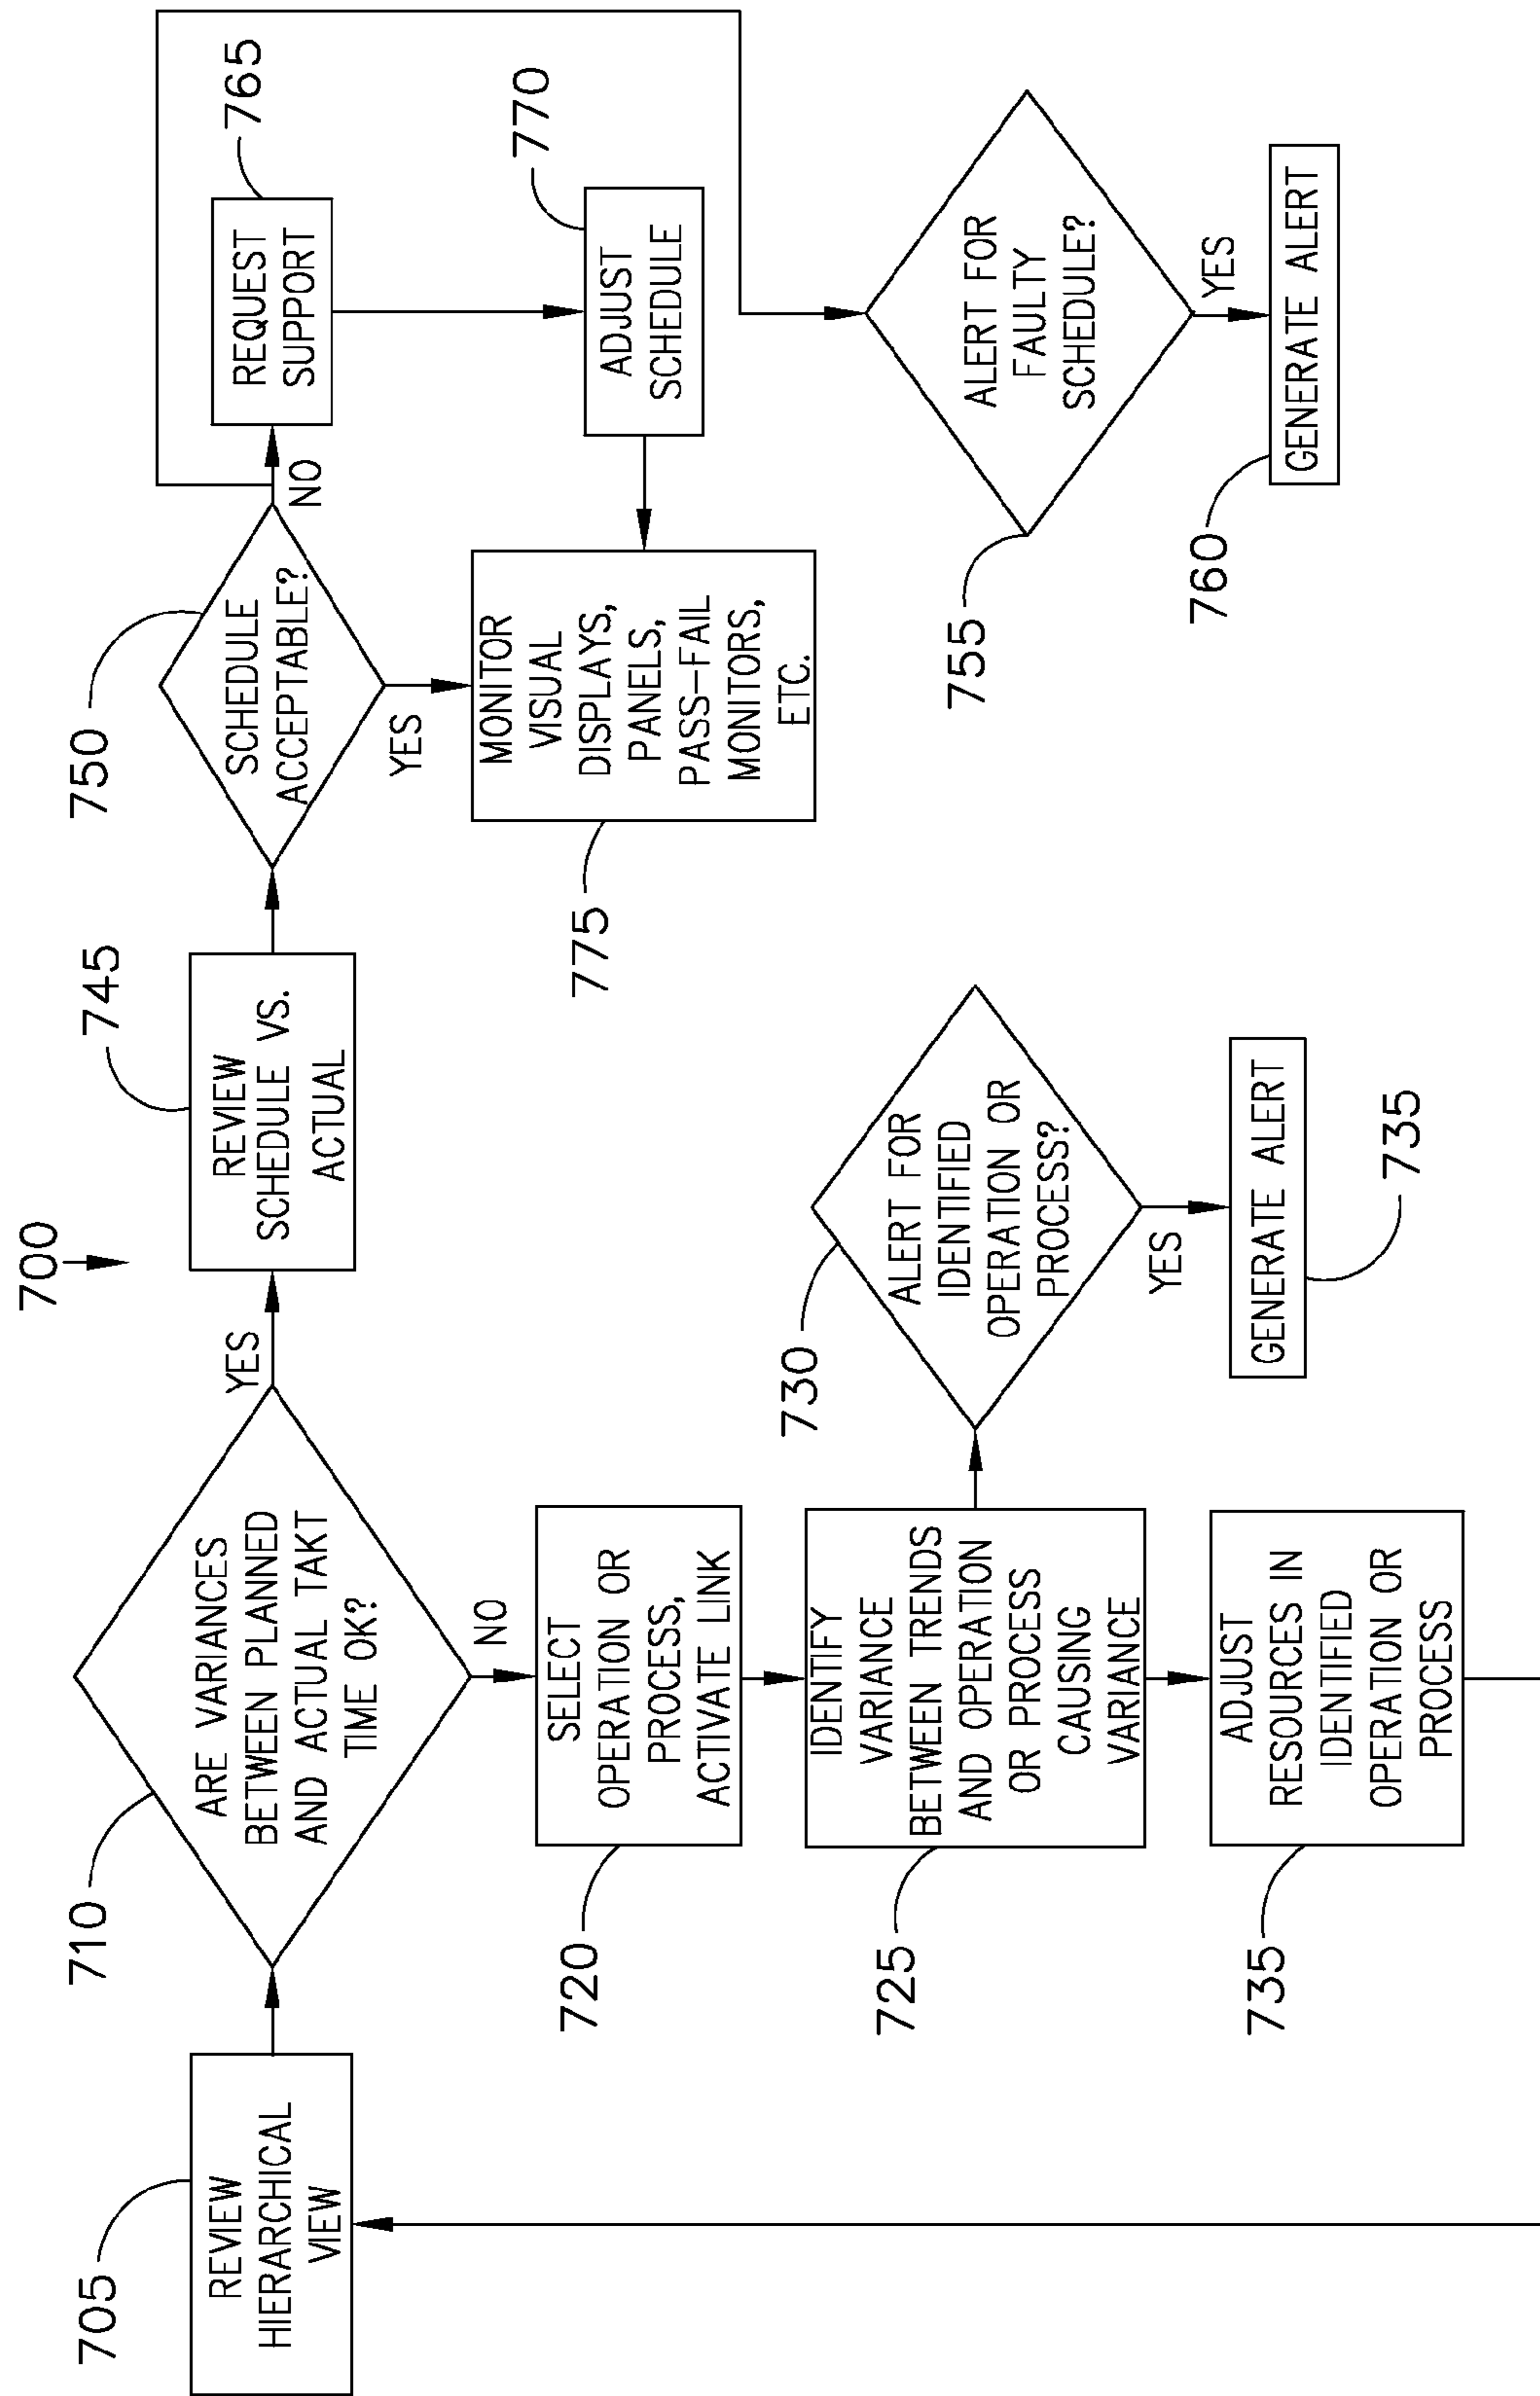 700
705
REVIEW
HIERARCHICAL
VIEW
710
ARE VARIANCES
BETWEEN PLANNED
AND ACTUAL TAKT
TIME OK?
YES
NO
745
REVIEW
SCHEDULE VS.
ACTUAL
750
SCHEDULE
ACCEPTABLE?
NO
YES
765
REQUEST
SUPPORT
770
ADJUST
SCHEDULE
775
MONITOR
VISUAL
DISPLAYS,
PANELS,
PASS-FAIL
MONITORS,
ETC.
755
ALERT FOR
FAULTY
SCHEDULE?
YES
760
GENERATE ALERT
720
SELECT
OPERATION OR
PROCESS,
ACTIVATE LINK
725
IDENTIFY
VARIANCE
BETWEEN TRENDS
AND OPERATION
OR PROCESS
CAUSING
VARIANCE
730
ALERT FOR
IDENTIFIED
OPERATION OR
PROCESS?
YES
GENERATE ALERT
735
735
ADJUST
RESOURCES IN
IDENTIFIED
OPERATION OR
PROCESS